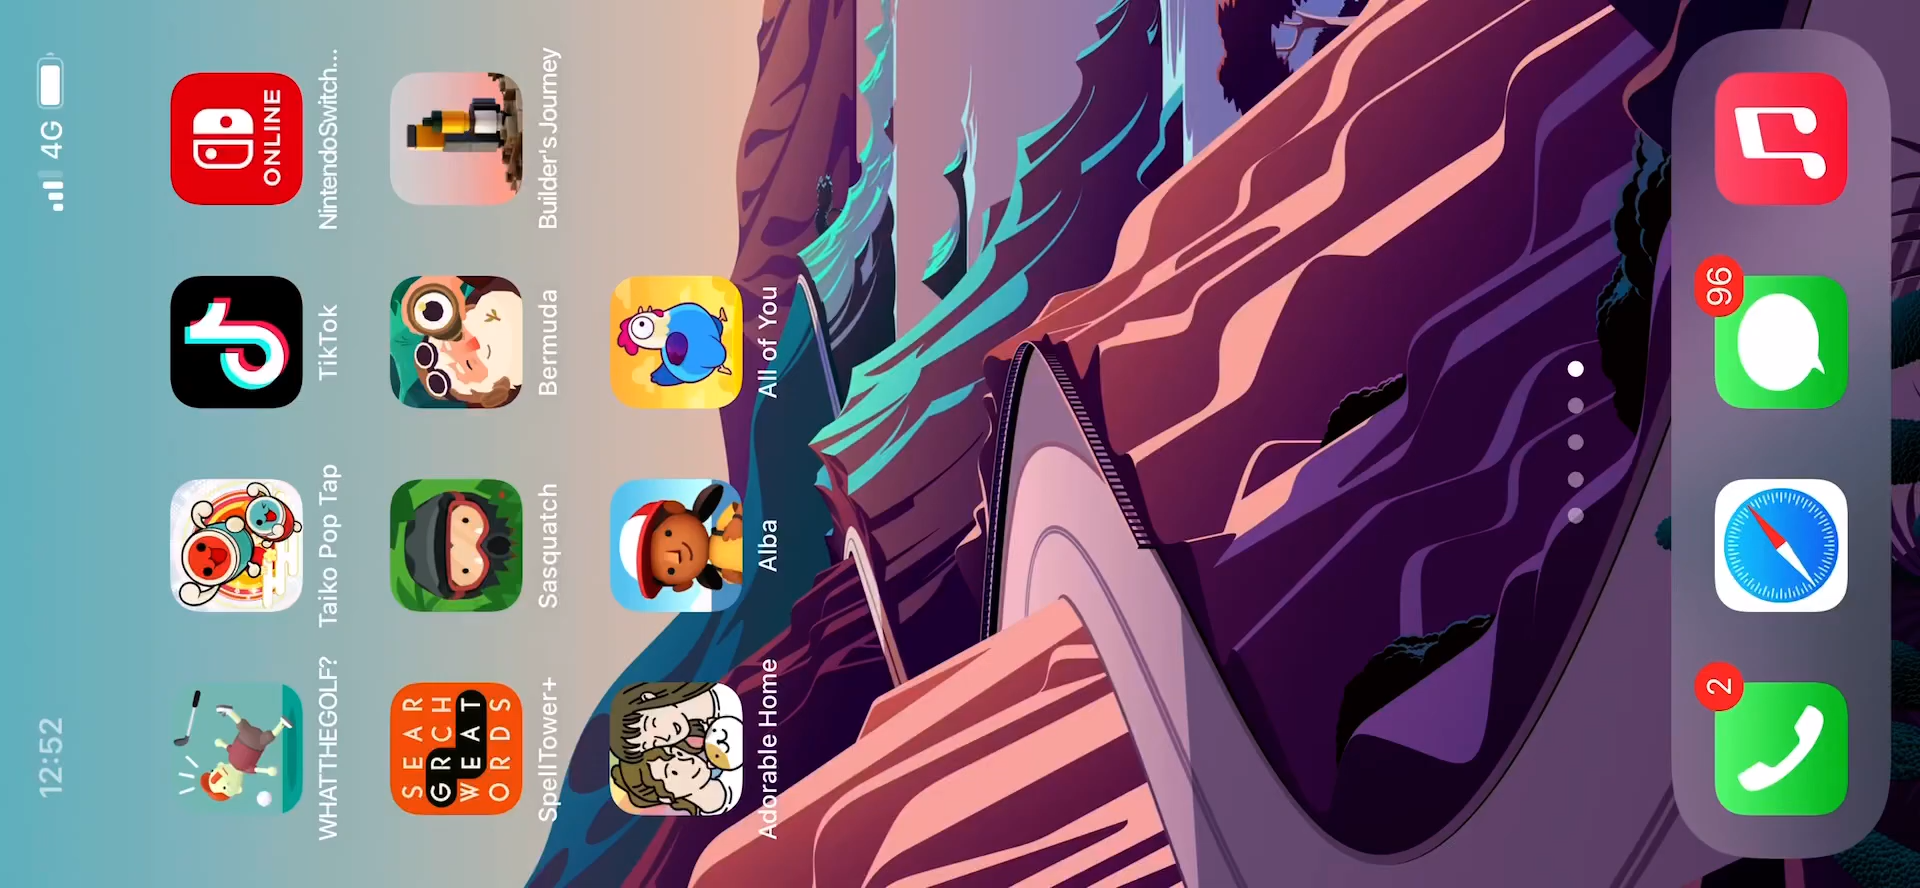 12:52
4G
WHATTHEGOLF?
Taiko Pop Tap
TikTok
ONLINE
NintendoSwitch...
SEAR
GRCH
WEAT
ORDS
SpellTower+
Sasquatch
Bermuda
Builder'sJourney
Adorable Home
Alba
All of You
2
96